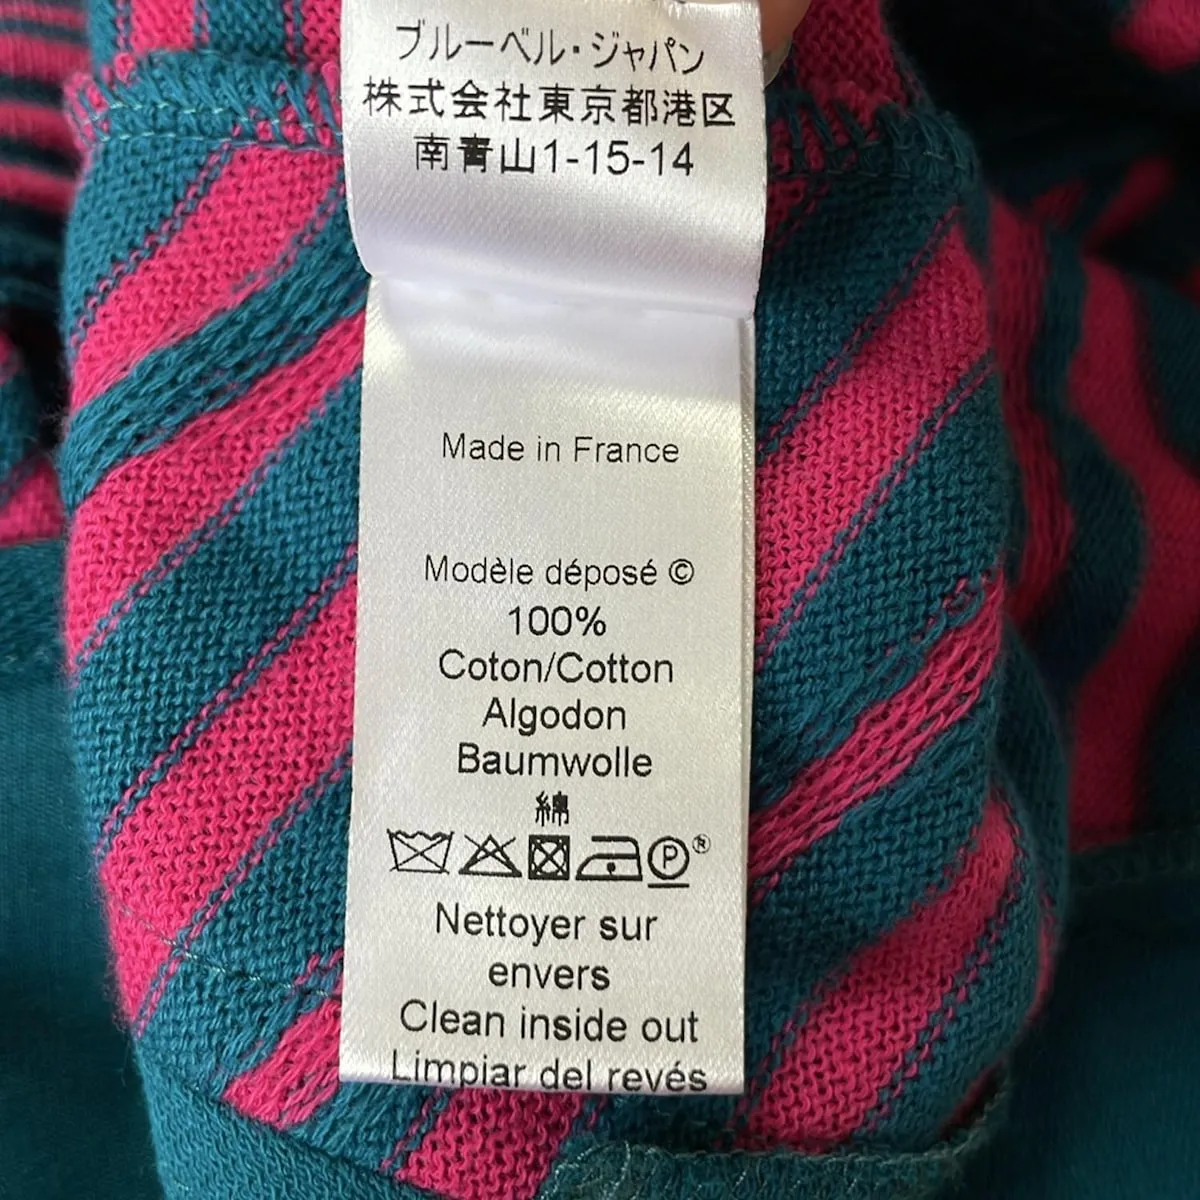 ブルーベル・ジャパン
株式会社東京都港区
南青山1-15-14
Made in France
Modèle déposé ©
100%
Coton/Cotton
Algodon
Baumwolle
綿
P®
Nettoyer sur
envers
Clean inside out
Limpiar del revés